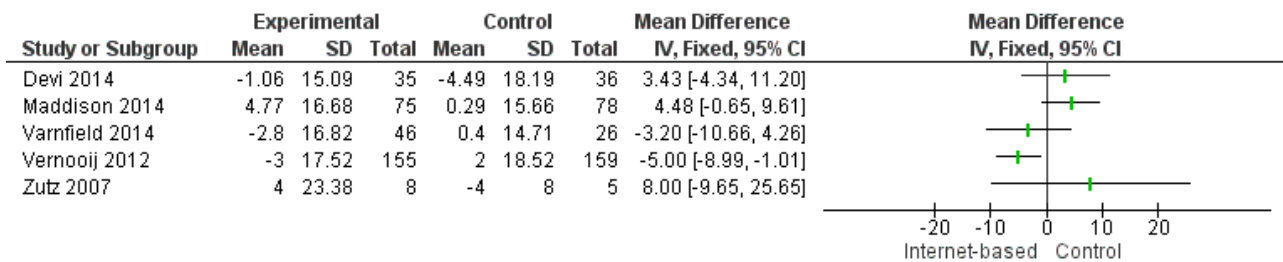 Experimental Control Mean Difference Mean Difference
Study or Subgroup Mean SD Total Mean SD Total IV, Fixed, 95% CI IV, Fixed, 95% CI
Devi 2014 -1.06 15.09 35 -4.49 18.19 36 3.43 [-4.34, 11.20]
Maddison 2014 4.77 16.68 75 0.29 15.66 78 4.48 [-0.65, 9.61]
Varnfield 2014 -2.8 16.82 46 0.4 14.71 26 -3.20 [-10.66, 4.26]
Vernooij 2012 -3 17.52 155 2 18.52 159 -5.00 [-8.99, -1.01]
Zutz 2007 4 23.38 8 -4 8 5 8.00 [-9.65, 25.65]
-20 -10 0 10 20
Internet-based Control